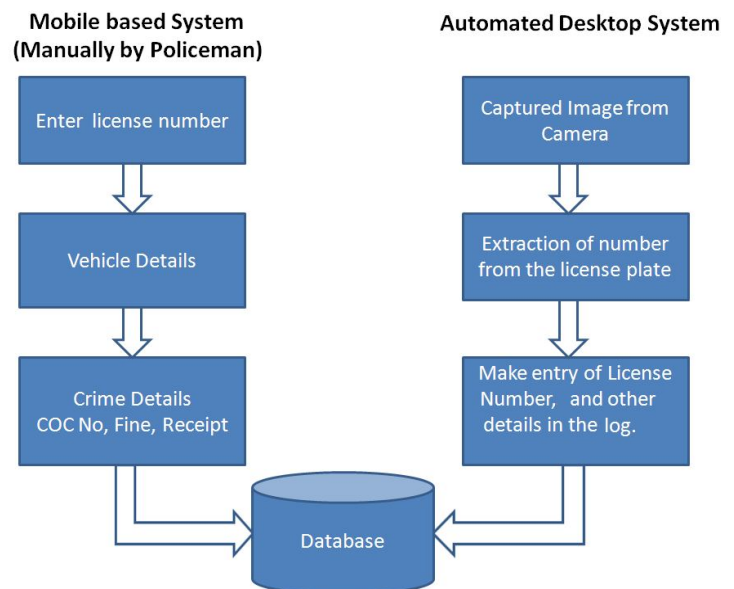 Mobile based System
(Manually by Policeman)
Enter license number
Vehicle Details
Crime Details
COC No, Fine, Receipt
Automated Desktop System
Captured Image from
Camera
Extraction of number
from the license plate
Make entry of License
Number, and other
details in the log.
Database